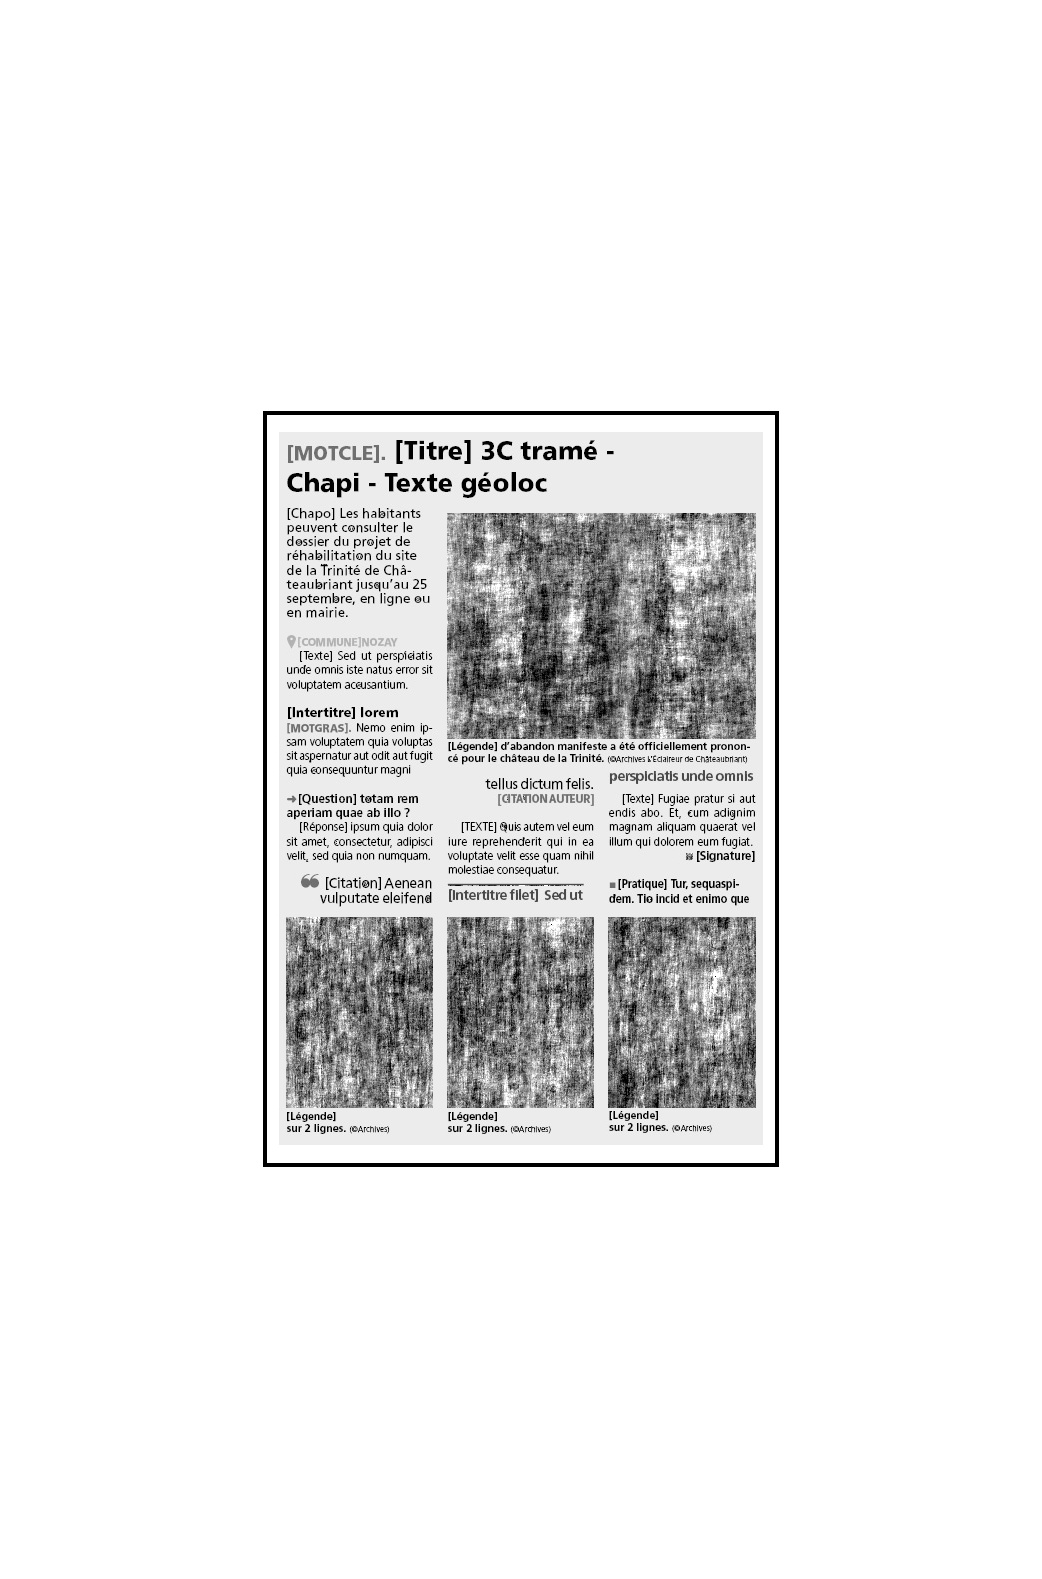 [MOTCLE]. [Titre] 3C tramé -
Chapi - Texte géoloc
[Chapo] Les habitants
peuvent consulter le
dossier du projet de
réhabilitation du site
de la Trinité de Châ-
teaubriant jusqu'au 25
septembre, en ligne ou
en mairie.
[COMMUNE]NOZAY
[Texte] Sed ut perspiciatis
unde omnis iste natus error sit
voluptatem accusantium.
[Intertitre] lorem
[MOTGRAS]. Nemo enim ip-
sam voluptatem quia voluptas
sit aspernatur aut odit aut fugit
quia consequuntur magni
➜[Question] totam rem
aperiam quae ab illo ?
[Réponse] ipsum quia dolor
sit amet, consectetur, adipisci
velit, sed quia non numquam.
❝ [Citation] Aenean
vulputate eleifend
[Légende] d'abandon manifeste a été officiellement pronon-
cé pour le château de la Trinité. (©Archives L'Éclaireur de Châteaubriant)
tellus dictum felis.
[CITATION AUTEUR]
[TEXTE] Quis autem vel eum
iure reprehenderit qui in ea
voluptate velit esse quam nihil
molestiae consequatur.
[Intertitre filet] Sed ut
perspiciatis unde omnis
[Texte] Fugiae pratur si aut
endis abo. Et, cum adignim
magnam aliquam quaerat vel
illum qui dolorem eum fugiat.
[Signature]
■ [Pratique] Tur, sequaspi-
dem. Tio incid et enimo que
[Légende]
sur 2 lignes. (©Archives)
[Légende]
sur 2 lignes. (©Archives)
[Légende]
sur 2 lignes. (©Archives)